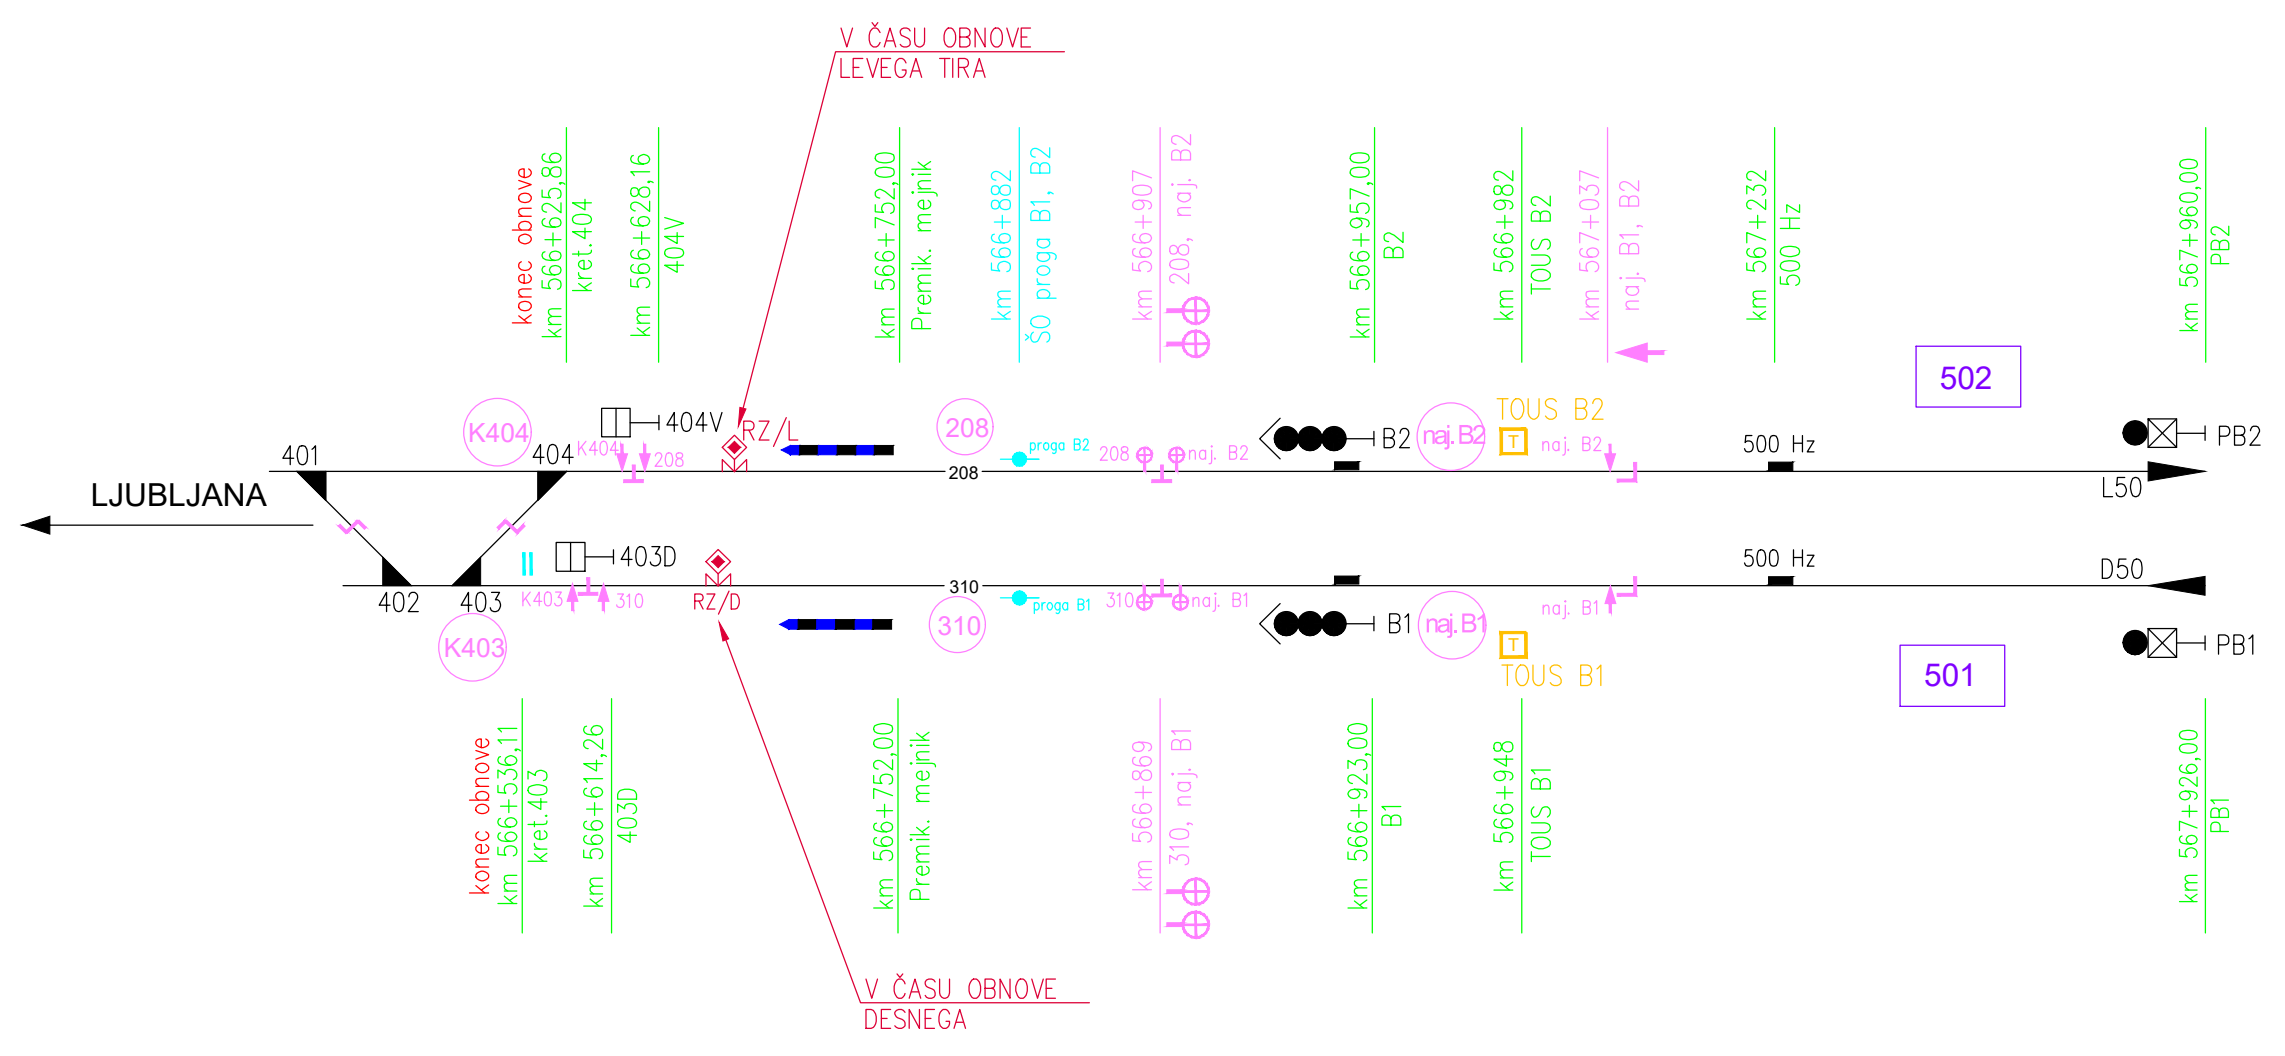 V ČASU OBNOVE
LEVEGA TIRA
konec obnove
km 566+625,86
kret.404
km 566+628,16
404V
km 566+752,00
Premik. mejnik
km 566+882
ŠO proga B1, B2
km 566+907
208, naj. B2
km 566+957,00
B2
km 566+982
TOUS B2
km 567+037
naj. B1, B2
km 567+232
500 Hz
km 567+960,00
PB2
502
K404
K404
404V
208
RZ/L
208
proga B2
208
naj. B2
B2
naj.B2
TOUS B2
T
naj. B2
500 Hz
PB2
401
404
208
L50
LJUBLJANA
403D
500 Hz
D50
310
402
403
K403
310
RZ/D
K403
310
proga B1
310
naj. B1
B1
naj.B1
T
TOUS B1
naj. B1
PB1
501
konec obnove
km 566+536,11
kret.403
km 566+614,26
403D
km 566+752,00
Premik. mejnik
km 566+869
310, naj. B1
km 566+923,00
B1
km 566+948
TOUS B1
km 567+926,00
PB1
V ČASU OBNOVE
DESNEGA